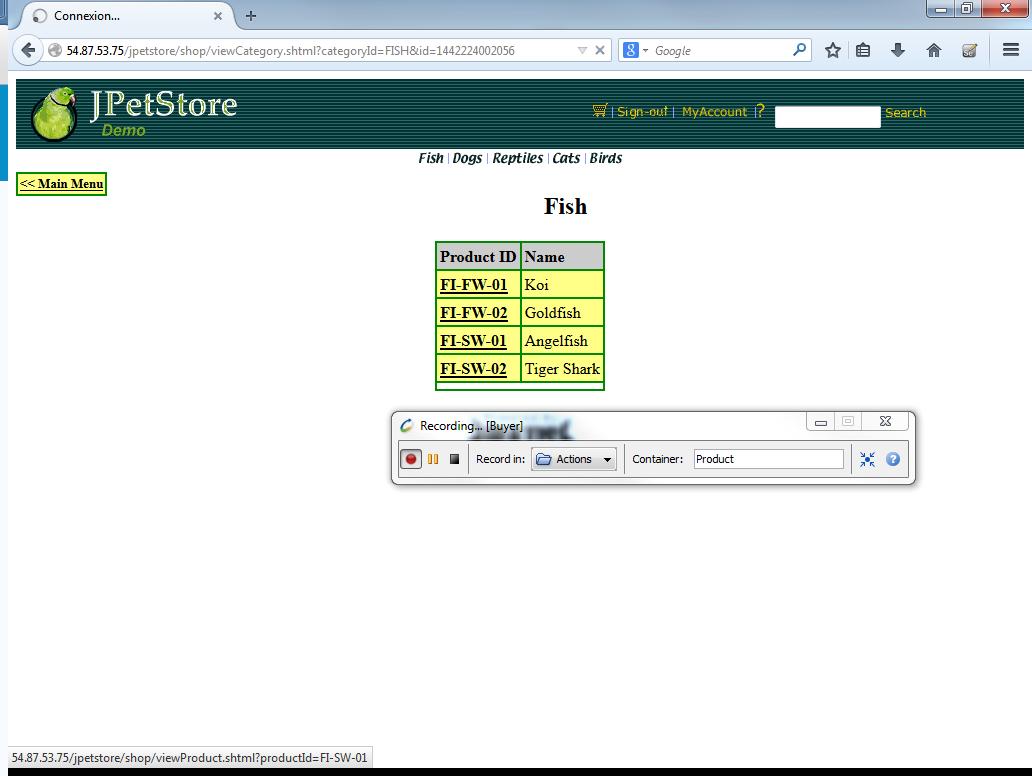 Connexion...
54.87.53.75/jpetstore/shop/viewCategory.shtml?categoryId=FISH&id=1442224002056
8 Google
JPetStore
Demo
| Sign-out | MyAccount | ? Search
Fish | Dogs | Reptiles | Cats | Birds
<< Main Menu
Fish
Product ID Name
FI-FW-01 Koi
FI-FW-02 Goldfish
FI-SW-01 Angelfish
FI-SW-02 Tiger Shark
Recording... [Buyer]
Record in: Actions Container: Product ?
54.87.53.75/jpetstore/shop/viewProduct.shtml?productId=FI-SW-01